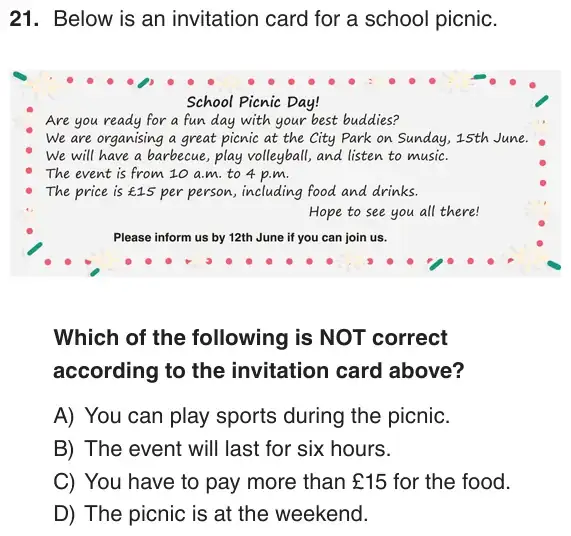 21. Below is an invitation card for a school picnic.
School Picnic Day!
Are you ready for a fun day with your best buddies?
We are organising a great picnic at the City Park on Sunday, 15th June.
We will have a barbecue, play volleyball, and listen to music.
The event is from 10 a.m. to 4 p.m.
The price is £15 per person, including food and drinks.
Hope to see you all there!
Please inform us by 12th June if you can join us.
Which of the following is NOT correct
according to the invitation card above?
A) You can play sports during the picnic.
B) The event will last for six hours.
C) You have to pay more than £15 for the food.
D) The picnic is at the weekend.